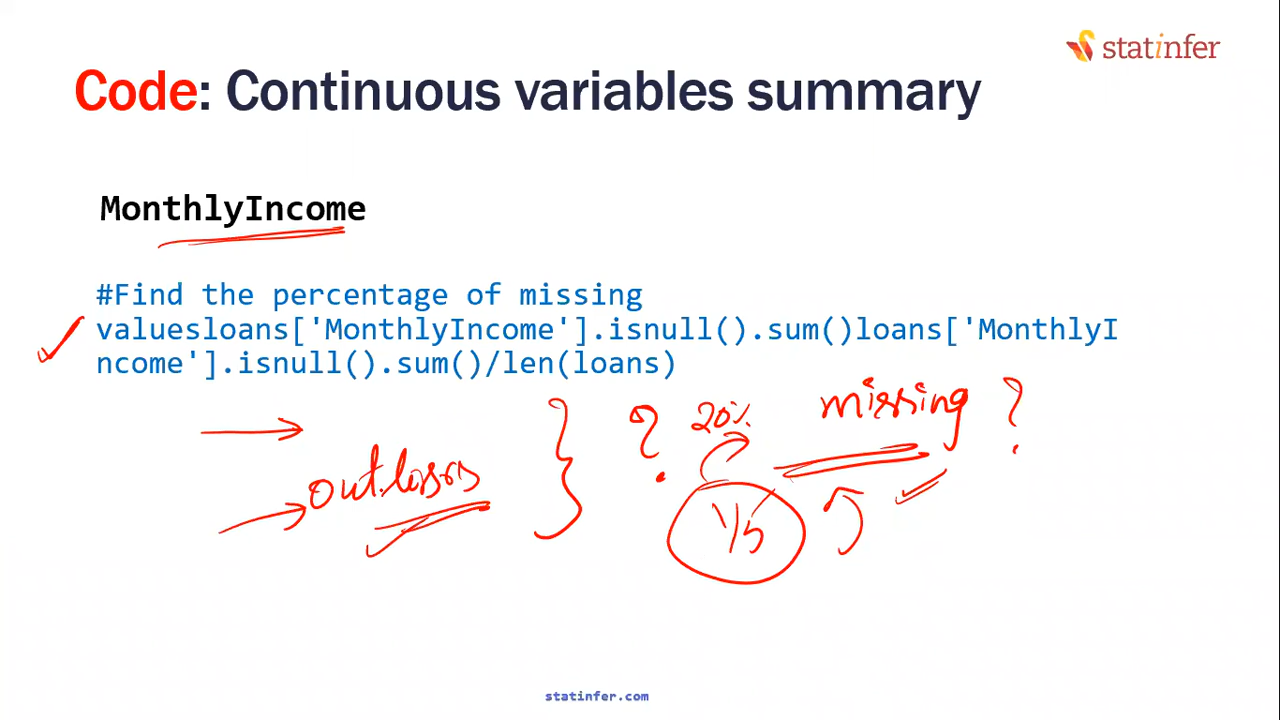 statinfer
Code: Continuous variables summary
MonthlyIncome
#Find the percentage of missing
valuesloans['MonthlyIncome'].isnull().sum()loans['MonthlyI
ncome'].isnull().sum()/len(loans)
? 20% missing ?
1/5
statinfer.com